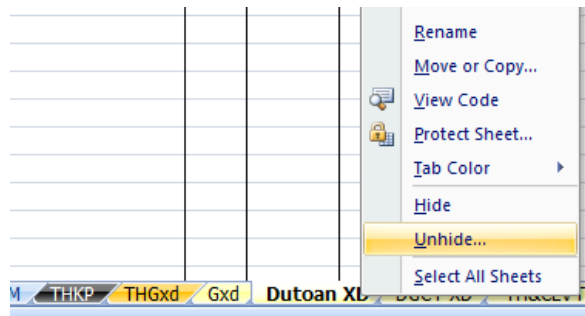 Rename
Move or Copy...
View Code
Protect Sheet...
Tab Color
Hide
Unhide...
Select All Sheets
M THKP THGxd Gxd Dutoan XD